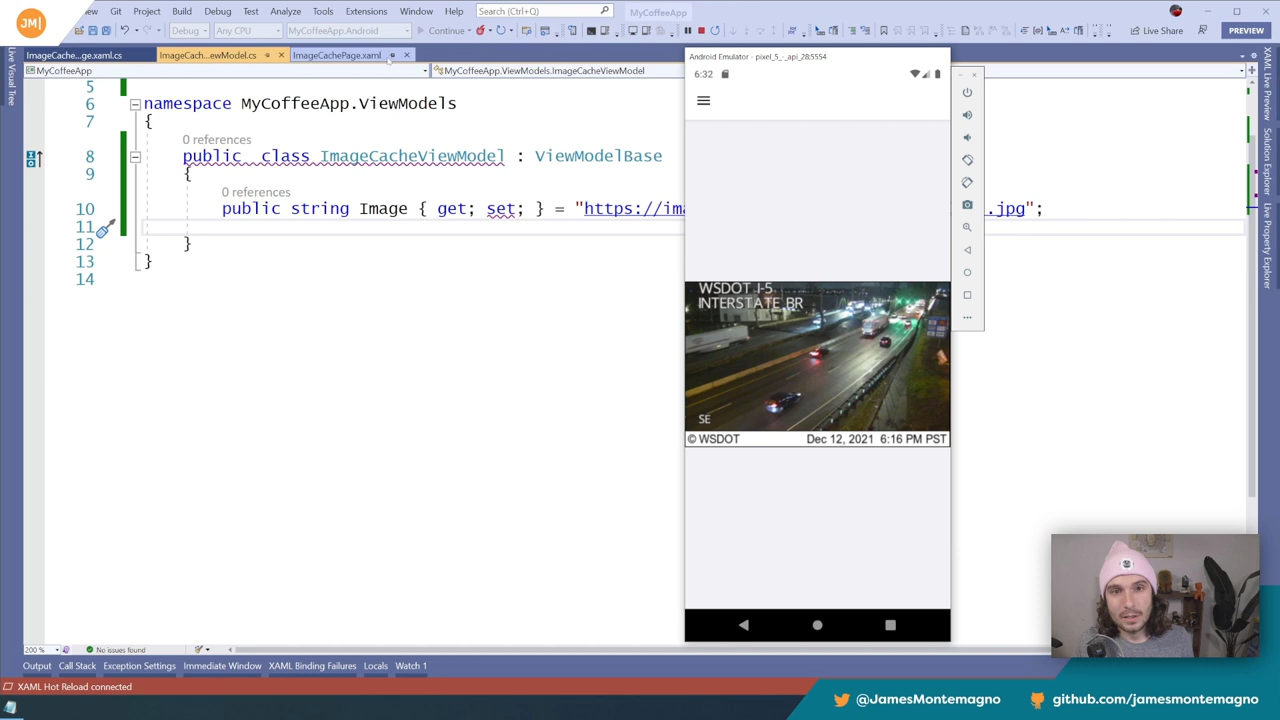 JM|
Git
Project
Build
Debug
Test
Analyze
Tools
Extensions
Window
Help
Search (Ctrl+Q)
MyCoffeeApp
Debug
Any CPU
MyCoffeeApp.Android
Continue
Live Share
PREVIEW
ImageCache...ge.xaml.cs
ImageCach...ewModel.cs
ImageCachePage.xaml
MyCoffeeApp
MyCoffeeApp.ViewModels.ImageCacheViewModel
Live Visual Tree
XAML Live Preview
Solution Explorer
Live Property Explorer
5
6 namespace MyCoffeeApp.ViewModels
7 {
0 references
8 public class ImageCacheViewModel : ViewModelBase
9 {
0 references
10 public string Image { get; set; } = "https://ima .jpg";
11
12 }
13 }
14
Android Emulator - pixel_5_-_api_28:5554
6:32
WSDOT I-5
INTERSTATE BR
SE
© WSDOT Dec 12, 2021 6:16 PM PST
200 %
No issues found
Output
Call Stack
Exception Settings
Immediate Window
XAML Binding Failures
Locals
Watch 1
XAML Hot Reload connected
@JamesMontemagno
github.com/jamesmontemagno